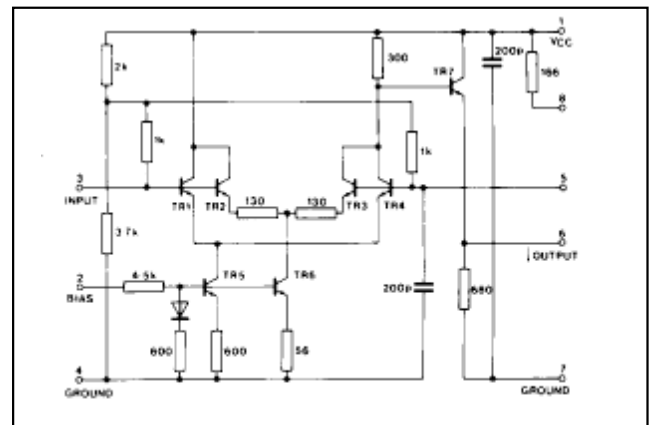 1
VCC
2k
300
200p
166
TR7
8
1k
1k
3
INPUT
5
TR1
TR2
130
130
TR3
TR4
6
OUTPUT
3.7k
2
BIAS
4.5k
TR5
TR6
200p
680
600
600
56
4
GROUND
7
GROUND